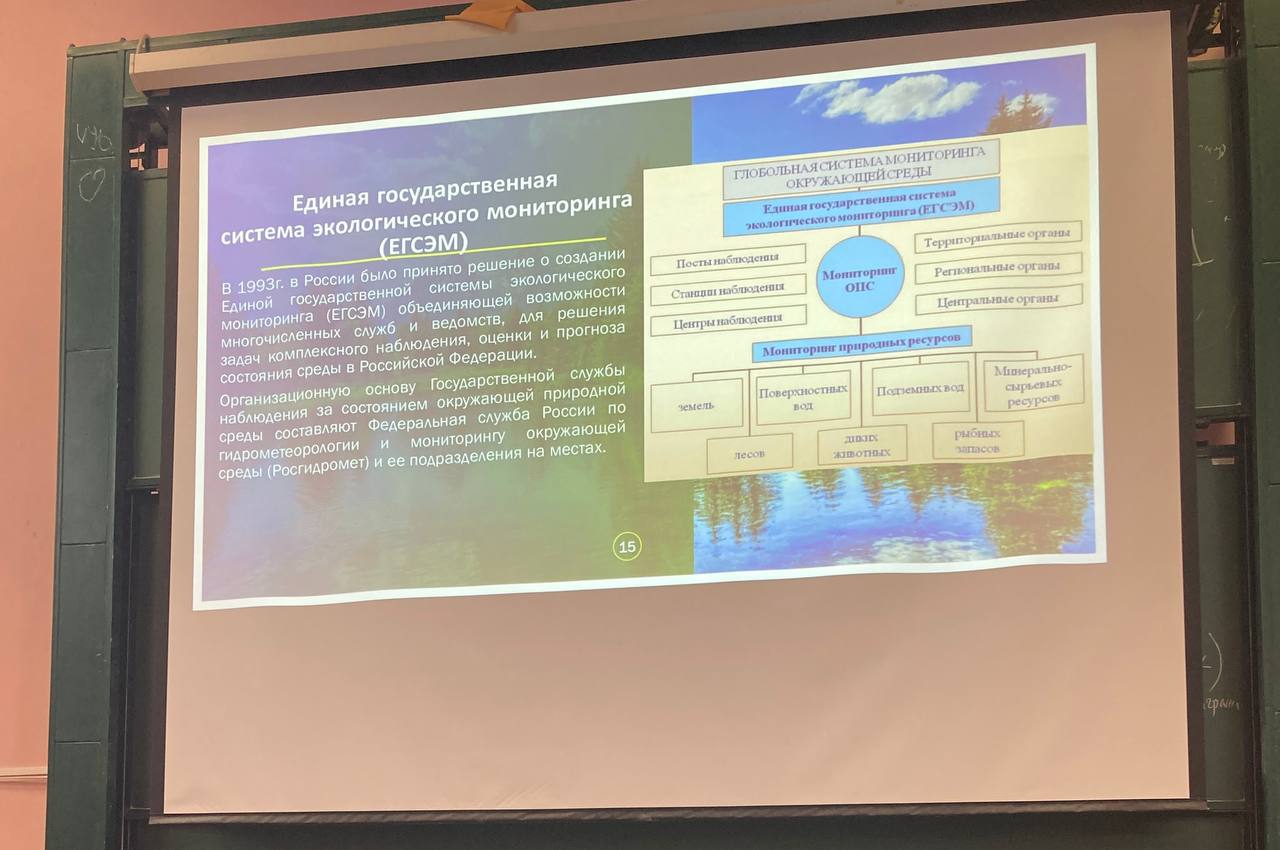 Единая государственная
система экологического мониторинга
(ЕГСЭМ)
В 1993г. в России было принято решение о создании
Единой государственной системы экологического
мониторинга (ЕГСЭМ) объединяющей возможности
многочисленных служб и ведомств, для решения
задач комплексного наблюдения, оценки и прогноза
состояния среды в Российской Федерации.
Организационную основу Государственной службы
наблюдения за состоянием окружающей природной
среды составляют Федеральная служба России по
гидрометеорологии и мониторингу окружающей
среды (Росгидромет) и ее подразделения на местах.
15
ГЛОБОЛЬНАЯ СИСТЕМА МОНИТОРИНГА
ОКРУЖАЮЩЕЙ СРЕДЫ
Единая государственная система
экологического мониторинга (ЕГСЭМ)
Посты наблюдения
Станции наблюдения
Центры наблюдения
Мониторинг
ОПС
Территориальные органы
Региональные органы
Центральные органы
Мониторинг природных ресурсов
земель
Поверхностных
вод
Подземных вод
Минерально-
сырьевых
ресурсов
лесов
диких
животных
рыбных
запасов